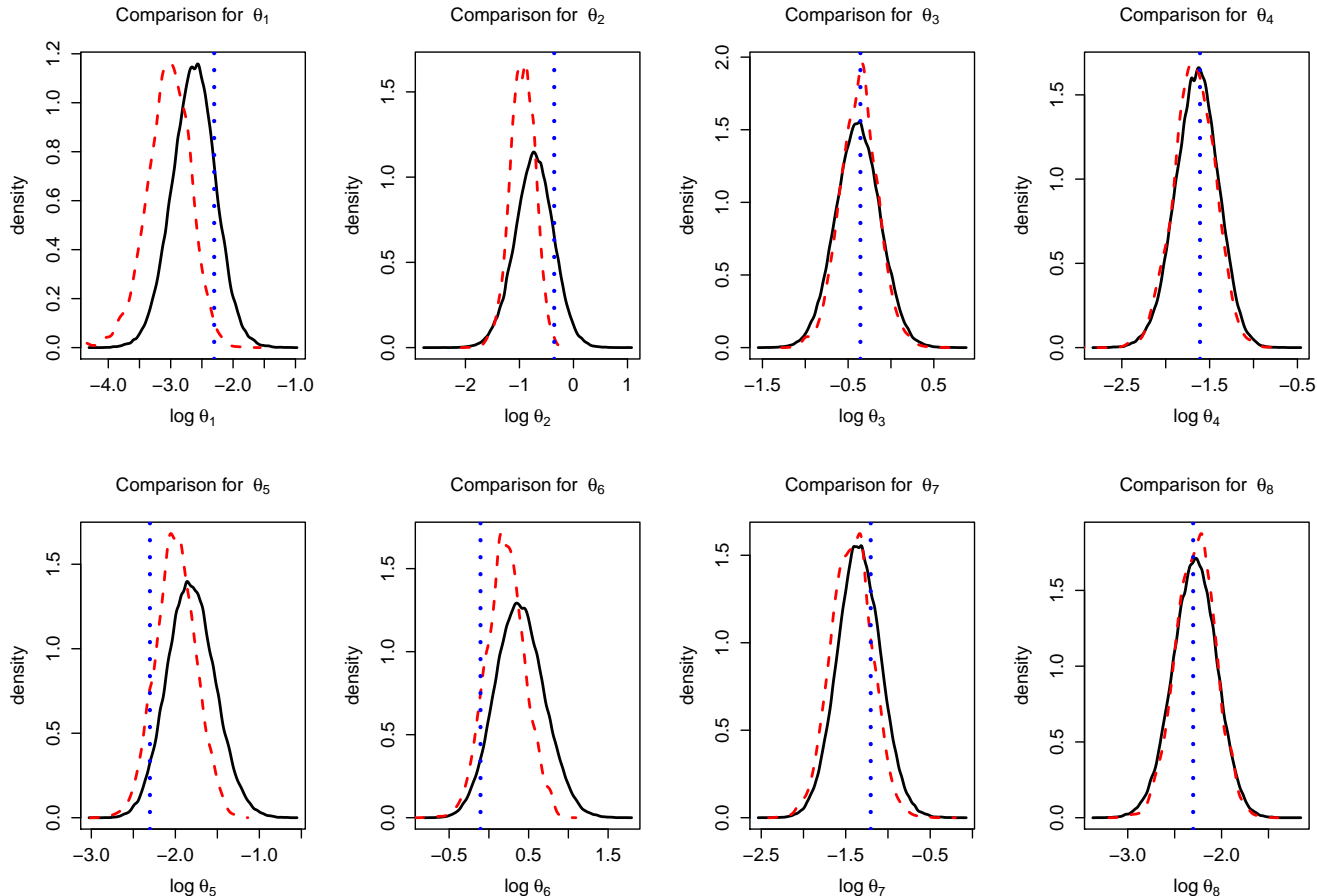 Comparison for θ1
density
0.0 0.2 0.4 0.6 0.8 1.0 1.2
−4.0 −3.0 −2.0 −1.0
log θ1
Comparison for θ2
density
0.0 0.5 1.0 1.5
−2 −1 0 1
log θ2
Comparison for θ3
density
0.0 0.5 1.0 1.5 2.0
−1.5 −0.5 0.5
log θ3
Comparison for θ4
density
0.0 0.5 1.0 1.5
−2.5 −1.5 −0.5
log θ4
Comparison for θ5
density
0.0 0.5 1.0 1.5
−3.0 −2.0 −1.0
log θ5
Comparison for θ6
density
0.0 0.5 1.0 1.5
−0.5 0.5 1.5
log θ6
Comparison for θ7
density
0.0 0.5 1.0 1.5
−2.5 −1.5 −0.5
log θ7
Comparison for θ8
density
0.0 0.5 1.0 1.5
−3.0 −2.0
log θ8